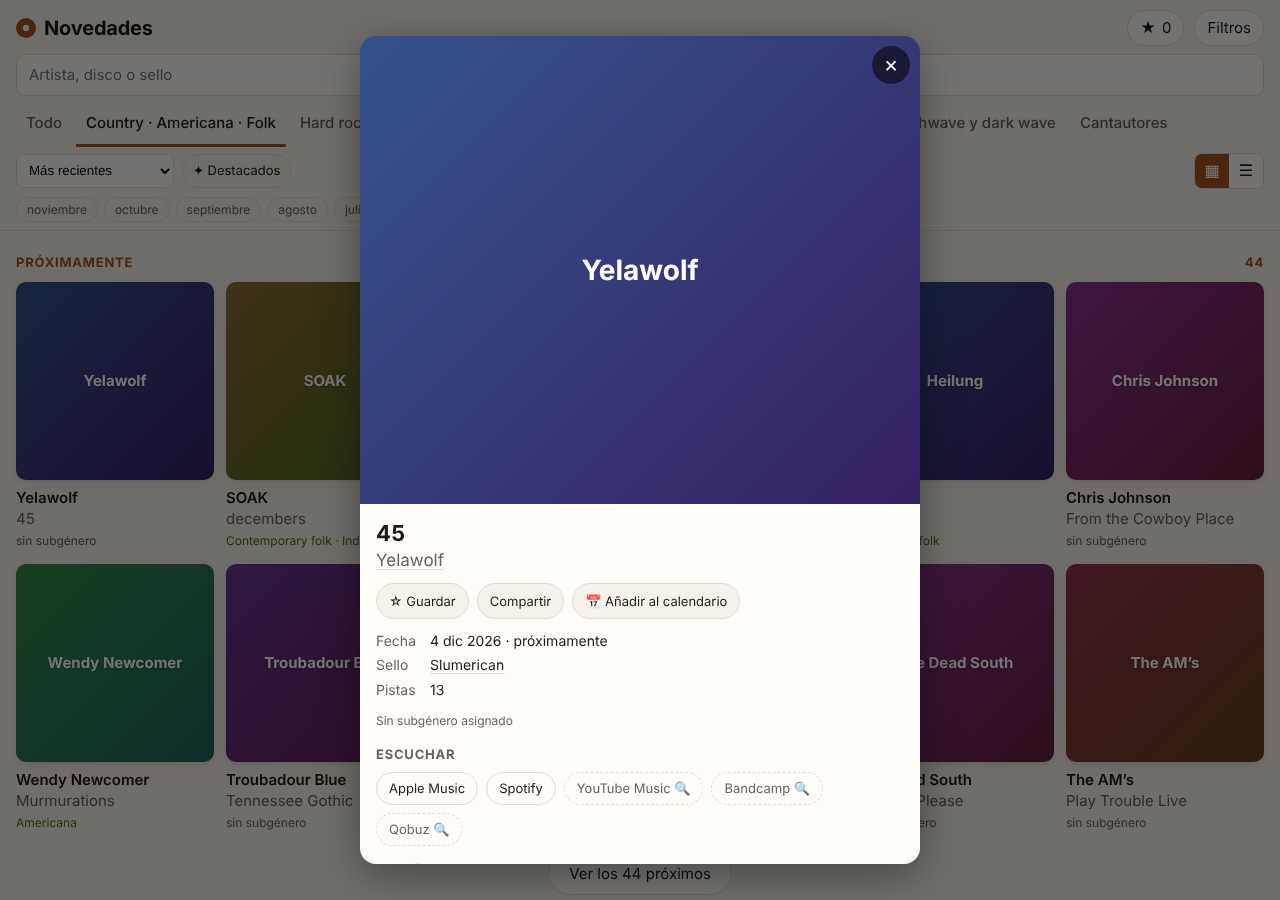 Novedades
★ 0
Filtros
Artista, disco o sello
Todo
Country · Americana · Folk
Hard
y dark wave
Cantautores
Más recientes
✦ Destacados
▦
☰
noviembre
octubre
septiembre
agosto
PRÓXIMAMENTE
44
Yelawolf
SOAK
Heilung
Chris Johnson
Yelawolf
45
sin subgénero
SOAK
decembers
Contemporary folk ·
folk
Chris Johnson
From the Cowboy Place
sin subgénero
Wendy Newcomer
Troubadour
Dead South
The AM’s
Wendy Newcomer
Murmurations
Americana
Troubadour Blue
Tennessee Gothic
sin subgénero
South
Please
The AM’s
Play Trouble Live
sin subgénero
Ver los 44 próximos
✕
Yelawolf
45
Yelawolf
☆ Guardar
Compartir
📅 Añadir al calendario
Fecha 4 dic 2026 · próximamente
Sello Slumerican
Pistas 13
Sin subgénero asignado
ESCUCHAR
Apple Music
Spotify
YouTube Music 🔍
Bandcamp 🔍
Qobuz 🔍